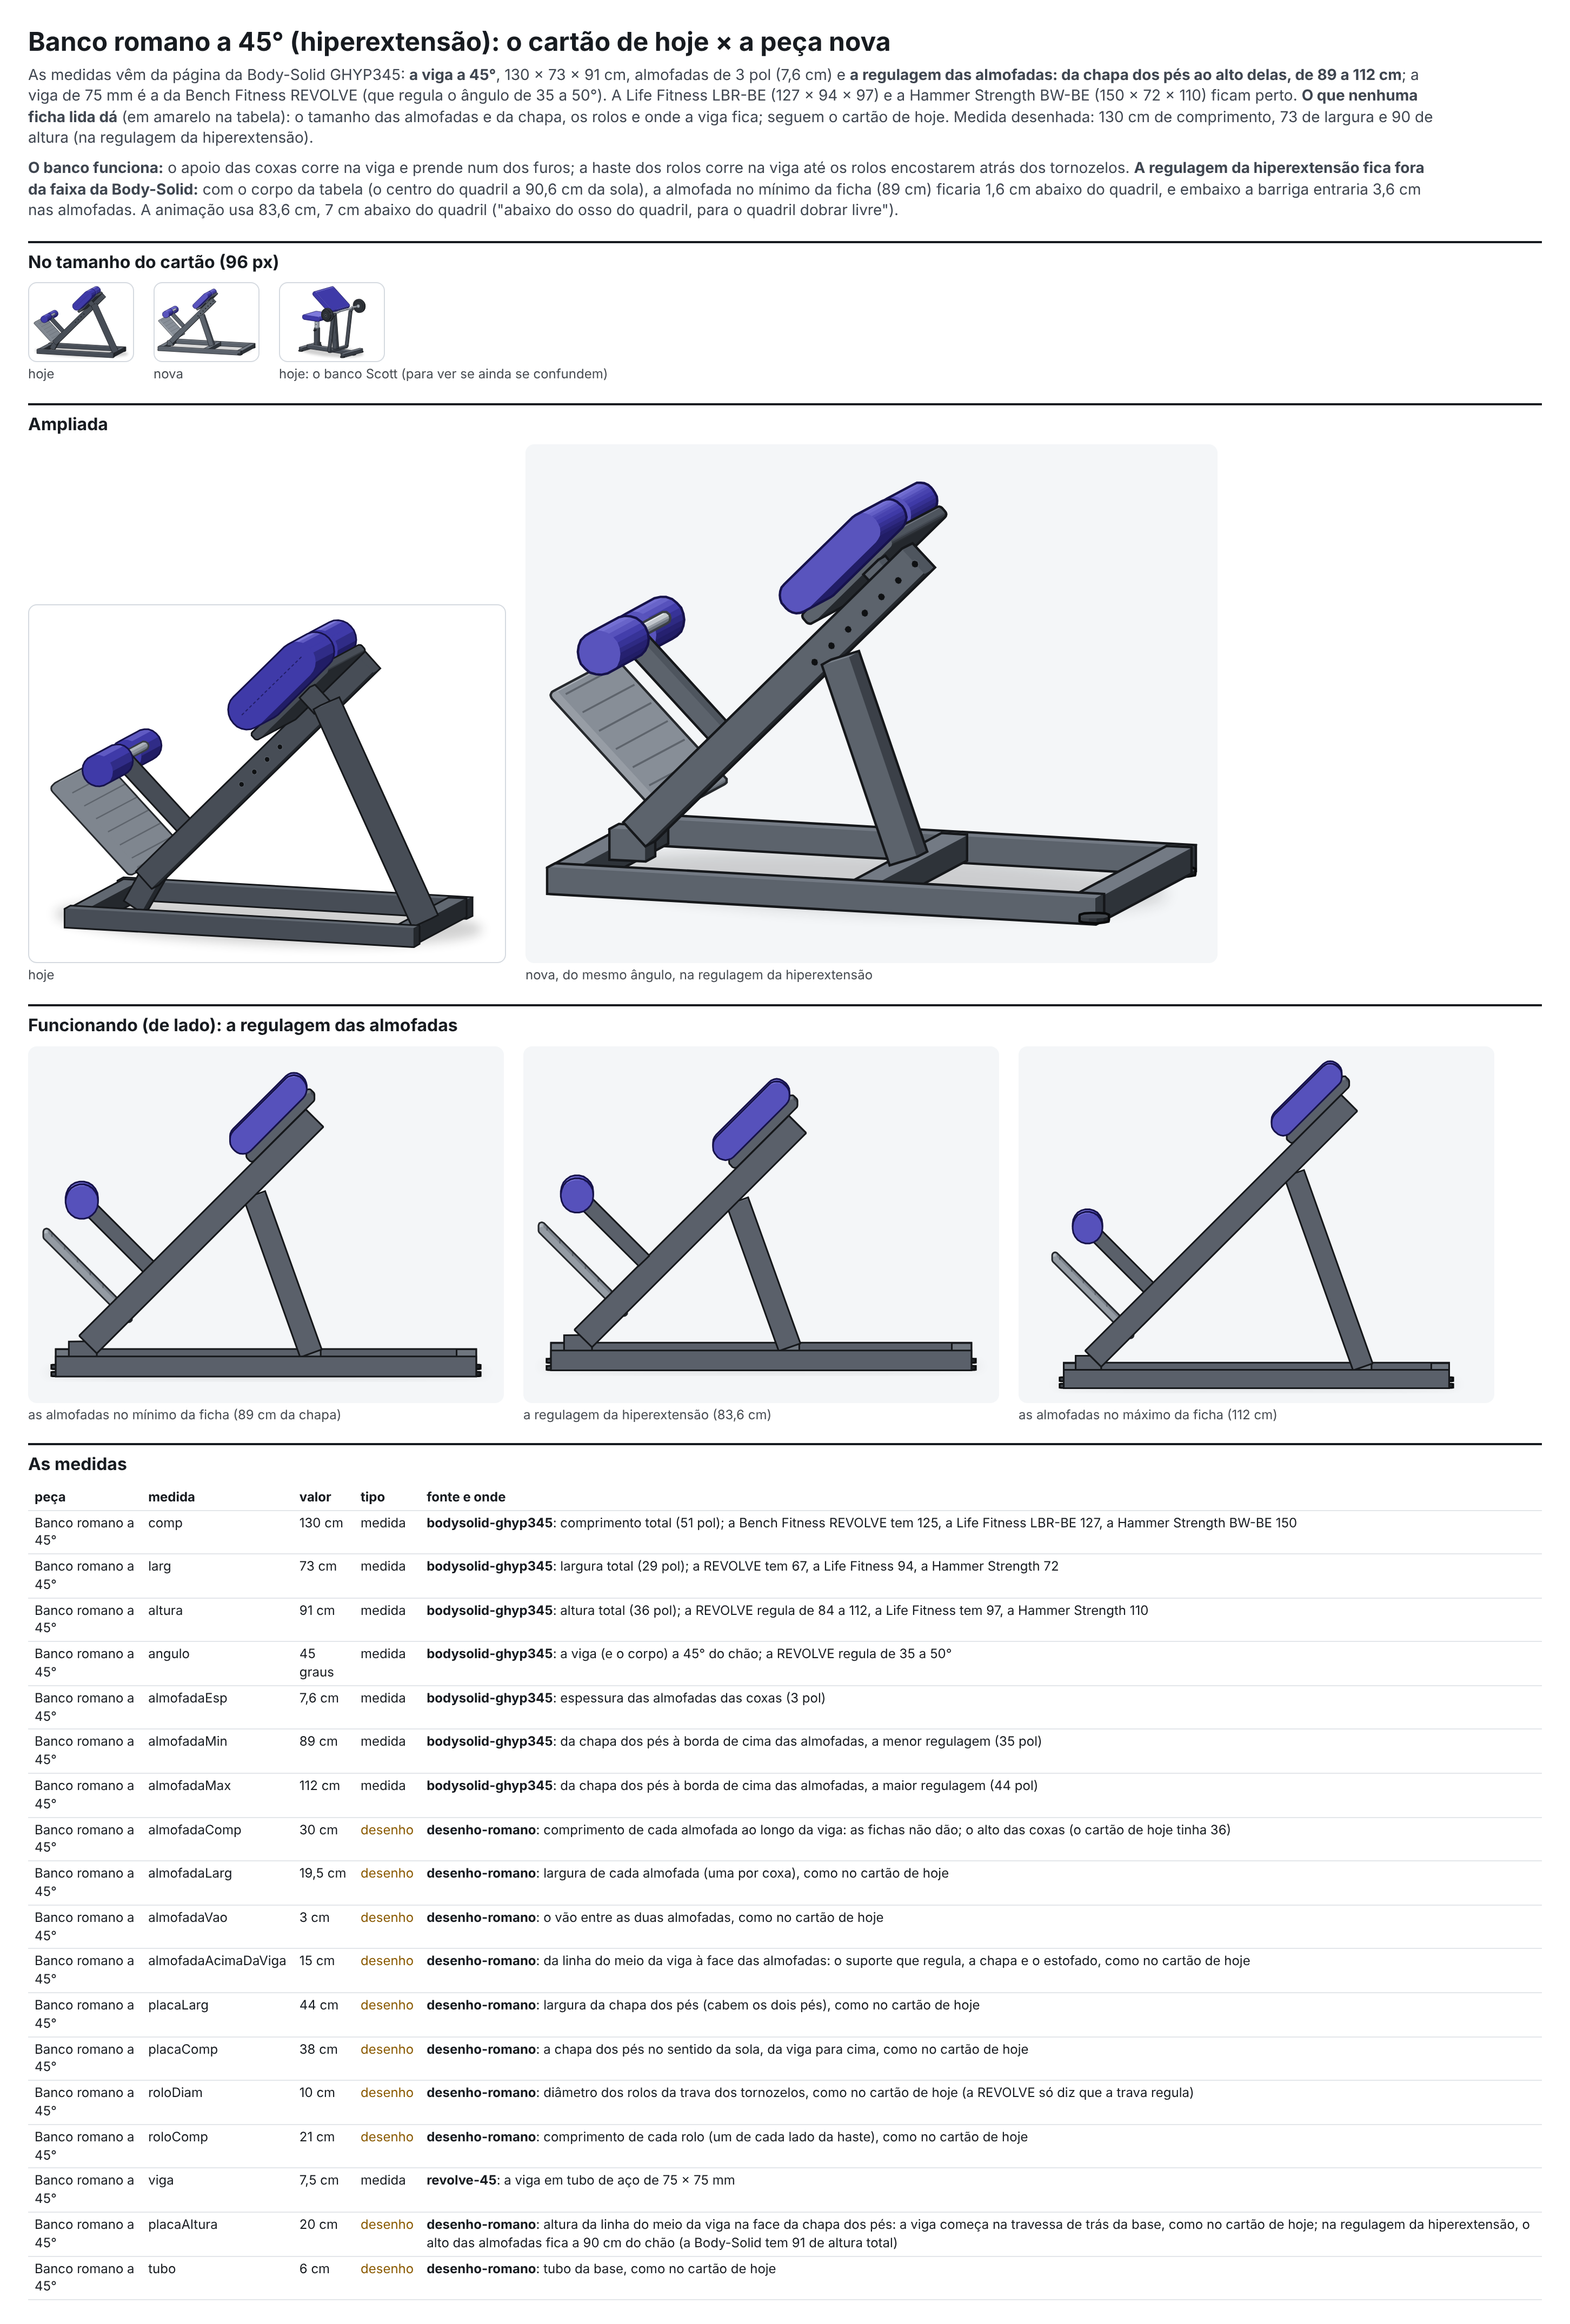 Banco romano a 45° (hiperextensão): o cartão de hoje × a peça nova
As medidas vêm da página da Body-Solid GHYP345: a viga a 45°, 130 × 73 × 91 cm, almofadas de 3 pol (7,6 cm) e a regulagem das almofadas: da chapa dos pés ao alto delas, de 89 a 112 cm; a
viga de 75 mm é a da Bench Fitness REVOLVE (que regula o ângulo de 35 a 50°). A Life Fitness LBR-BE (127 × 94 × 97) e a Hammer Strength BW-BE (150 × 72 × 110) ficam perto. O que nenhuma
ficha lida dá (em amarelo na tabela): o tamanho das almofadas e da chapa, os rolos e onde a viga fica; seguem o cartão de hoje. Medida desenhada: 130 cm de comprimento, 73 de largura e 90 de
altura (na regulagem da hiperextensão).
O banco funciona: o apoio das coxas corre na viga e prende num dos furos; a haste dos rolos corre na viga até os rolos encostarem atrás dos tornozelos. A regulagem da hiperextensão fica fora
da faixa da Body-Solid: com o corpo da tabela (o centro do quadril a 90,6 cm da sola), a almofada no mínimo da ficha (89 cm) ficaria 1,6 cm abaixo do quadril, e embaixo a barriga entraria 3,6 cm
nas almofadas. A animação usa 83,6 cm, 7 cm abaixo do quadril ("abaixo do osso do quadril, para o quadril dobrar livre").
No tamanho do cartão (96 px)
hoje
nova
hoje: o banco Scott (para ver se ainda se confundem)
Ampliada
hoje
nova, do mesmo ângulo, na regulagem da hiperextensão
Funcionando (de lado): a regulagem das almofadas
as almofadas no mínimo da ficha (89 cm da chapa)
a regulagem da hiperextensão (83,6 cm)
as almofadas no máximo da ficha (112 cm)
As medidas
peça medida valor tipo fonte e onde
Banco romano a comp 130 cm medida bodysolid-ghyp345: comprimento total (51 pol); a Bench Fitness REVOLVE tem 125, a Life Fitness LBR-BE 127, a Hammer Strength BW-BE 150
45°
Banco romano a larg 73 cm medida bodysolid-ghyp345: largura total (29 pol); a REVOLVE tem 67, a Life Fitness 94, a Hammer Strength 72
45°
Banco romano a altura 91 cm medida bodysolid-ghyp345: altura total (36 pol); a REVOLVE regula de 84 a 112, a Life Fitness tem 97, a Hammer Strength 110
45°
Banco romano a angulo 45 medida bodysolid-ghyp345: a viga (e o corpo) a 45° do chão; a REVOLVE regula de 35 a 50°
45° graus
Banco romano a almofadaEsp 7,6 cm medida bodysolid-ghyp345: espessura das almofadas das coxas (3 pol)
45°
Banco romano a almofadaMin 89 cm medida bodysolid-ghyp345: da chapa dos pés à borda de cima das almofadas, a menor regulagem (35 pol)
45°
Banco romano a almofadaMax 112 cm medida bodysolid-ghyp345: da chapa dos pés à borda de cima das almofadas, a maior regulagem (44 pol)
45°
Banco romano a almofadaComp 30 cm desenho desenho-romano: comprimento de cada almofada ao longo da viga: as fichas não dão; o alto das coxas (o cartão de hoje tinha 36)
45°
Banco romano a almofadaLarg 19,5 cm desenho desenho-romano: largura de cada almofada (uma por coxa), como no cartão de hoje
45°
Banco romano a almofadaVao 3 cm desenho desenho-romano: o vão entre as duas almofadas, como no cartão de hoje
45°
Banco romano a almofadaAcimaDaViga 15 cm desenho desenho-romano: da linha do meio da viga à face das almofadas: o suporte que regula, a chapa e o estofado, como no cartão de hoje
45°
Banco romano a placaLarg 44 cm desenho desenho-romano: largura da chapa dos pés (cabem os dois pés), como no cartão de hoje
45°
Banco romano a placaComp 38 cm desenho desenho-romano: a chapa dos pés no sentido da sola, da viga para cima, como no cartão de hoje
45°
Banco romano a roloDiam 10 cm desenho desenho-romano: diâmetro dos rolos da trava dos tornozelos, como no cartão de hoje (a REVOLVE só diz que a trava regula)
45°
Banco romano a roloComp 21 cm desenho desenho-romano: comprimento de cada rolo (um de cada lado da haste), como no cartão de hoje
45°
Banco romano a viga 7,5 cm medida revolve-45: a viga em tubo de aço de 75 × 75 mm
45°
Banco romano a placaAltura 20 cm desenho desenho-romano: altura da linha do meio da viga na face da chapa dos pés: a viga começa na travessa de trás da base, como no cartão de hoje; na regulagem da hiperextensão, o
45° alto das almofadas fica a 90 cm do chão (a Body-Solid tem 91 de altura total)
Banco romano a tubo 6 cm desenho desenho-romano: tubo da base, como no cartão de hoje
45°